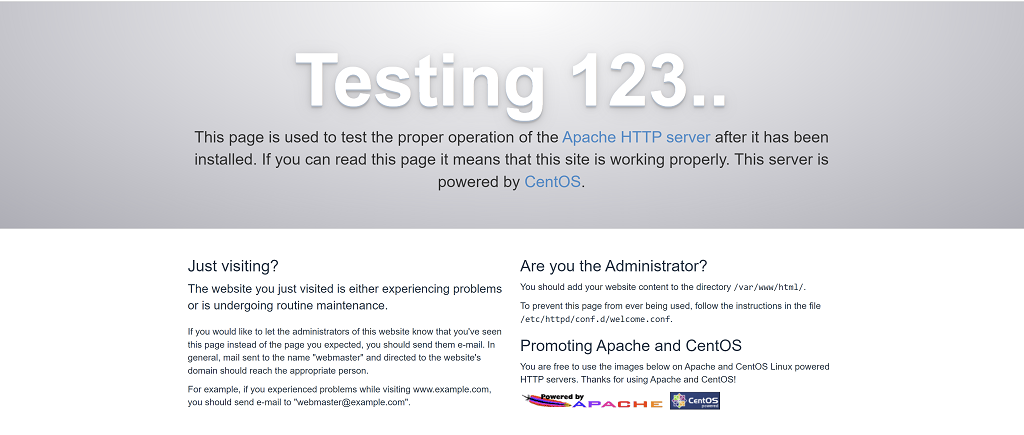 Testing 123..
This page is used to test the proper operation of the Apache HTTP server after it has been
installed. If you can read this page it means that this site is working properly. This server is
powered by CentOS.
Just visiting?
The website you just visited is either experiencing problems
or is undergoing routine maintenance.
If you would like to let the administrators of this website know that you've seen
this page instead of the page you expected, you should send them e-mail. In
general, mail sent to the name "webmaster" and directed to the website's
domain should reach the appropriate person.
For example, if you experienced problems while visiting www.example.com,
you should send e-mail to "webmaster@example.com".
Are you the Administrator?
You should add your website content to the directory /var/www/html/.
To prevent this page from ever being used, follow the instructions in the file
/etc/httpd/conf.d/welcome.conf.
Promoting Apache and CentOS
You are free to use the images below on Apache and CentOS Linux powered
HTTP servers. Thanks for using Apache and CentOS!
Powered by
APACHE
CentOS
powered